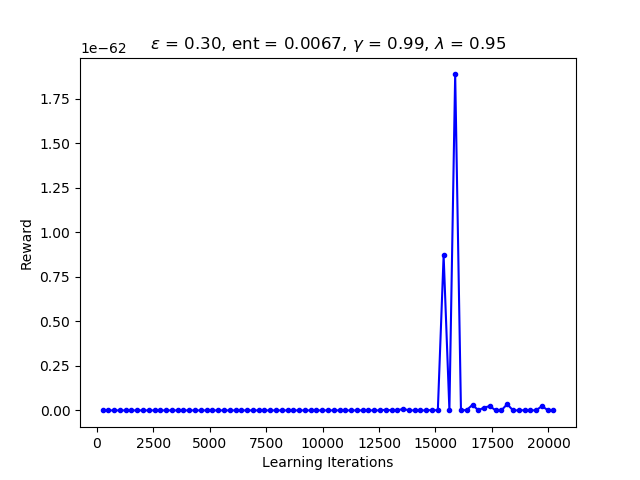 1e−62
ε = 0.30, ent = 0.0067, γ = 0.99, λ = 0.95
1.75
1.50
1.25
1.00
0.75
0.50
0.25
0.00
Reward
0 2500 5000 7500 10000 12500 15000 17500 20000
Learning Iterations